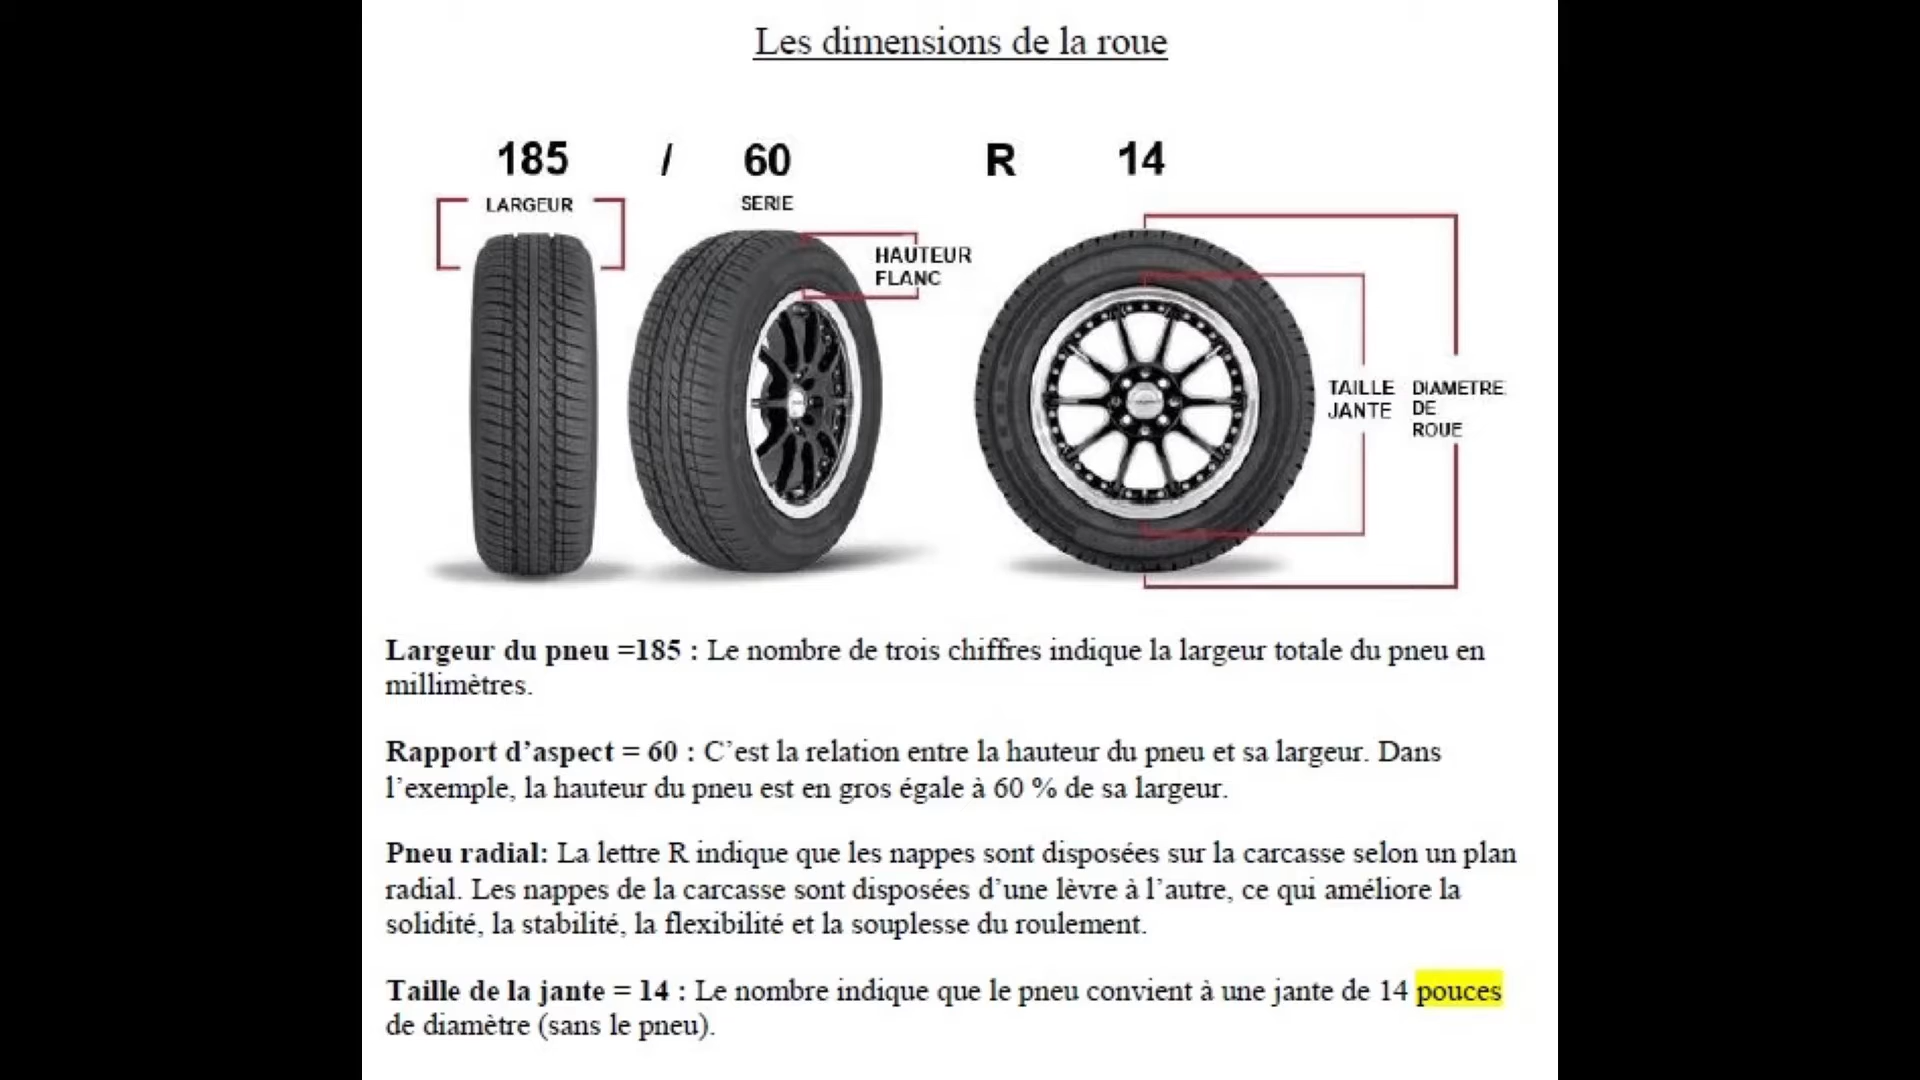 Les dimensions de la roue
185 / 60 R 14
LARGEUR
SERIE
HAUTEUR
FLANC
TAILLE
JANTE
DIAMETRE
DE
ROUE
Largeur du pneu =185 : Le nombre de trois chiffres indique la largeur totale du pneu en
millimètres.
Rapport d’aspect = 60 : C’est la relation entre la hauteur du pneu et sa largeur. Dans
l’exemple, la hauteur du pneu est en gros égale à 60 % de sa largeur.
Pneu radial: La lettre R indique que les nappes sont disposées sur la carcasse selon un plan
radial. Les nappes de la carcasse sont disposées d’une lèvre à l’autre, ce qui améliore la
solidité, la stabilité, la flexibilité et la souplesse du roulement.
Taille de la jante = 14 : Le nombre indique que le pneu convient à une jante de 14 pouces
de diamètre (sans le pneu).